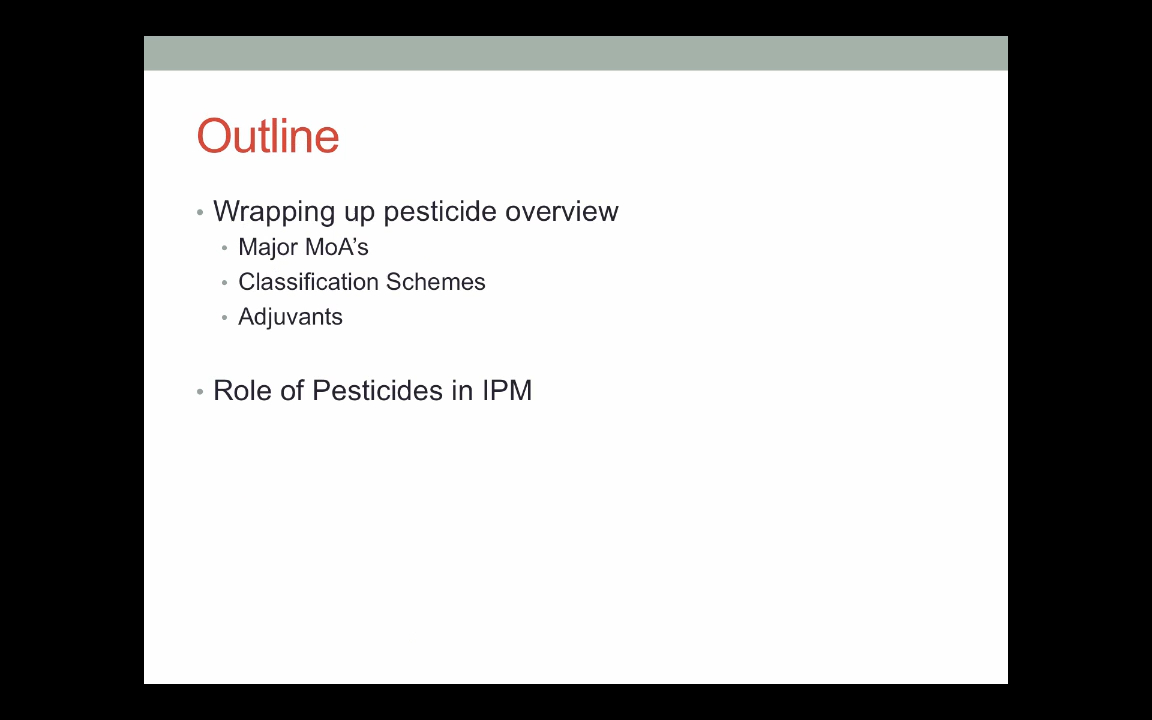 Outline
• Wrapping up pesticide overview
• Major MoA’s
• Classification Schemes
• Adjuvants
• Role of Pesticides in IPM